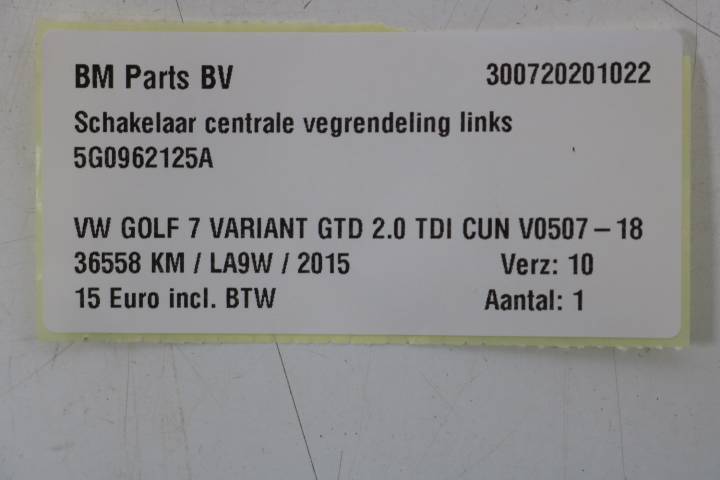 BM Parts BV 300720201022
Schakelaar centrale vegrendeling links
5G0962125A
VW GOLF 7 VARIANT GTD 2.0 TDI CUN V0507-18
36558 KM / LA9W / 2015 Verz: 10
15 Euro incl. BTW Aantal: 1